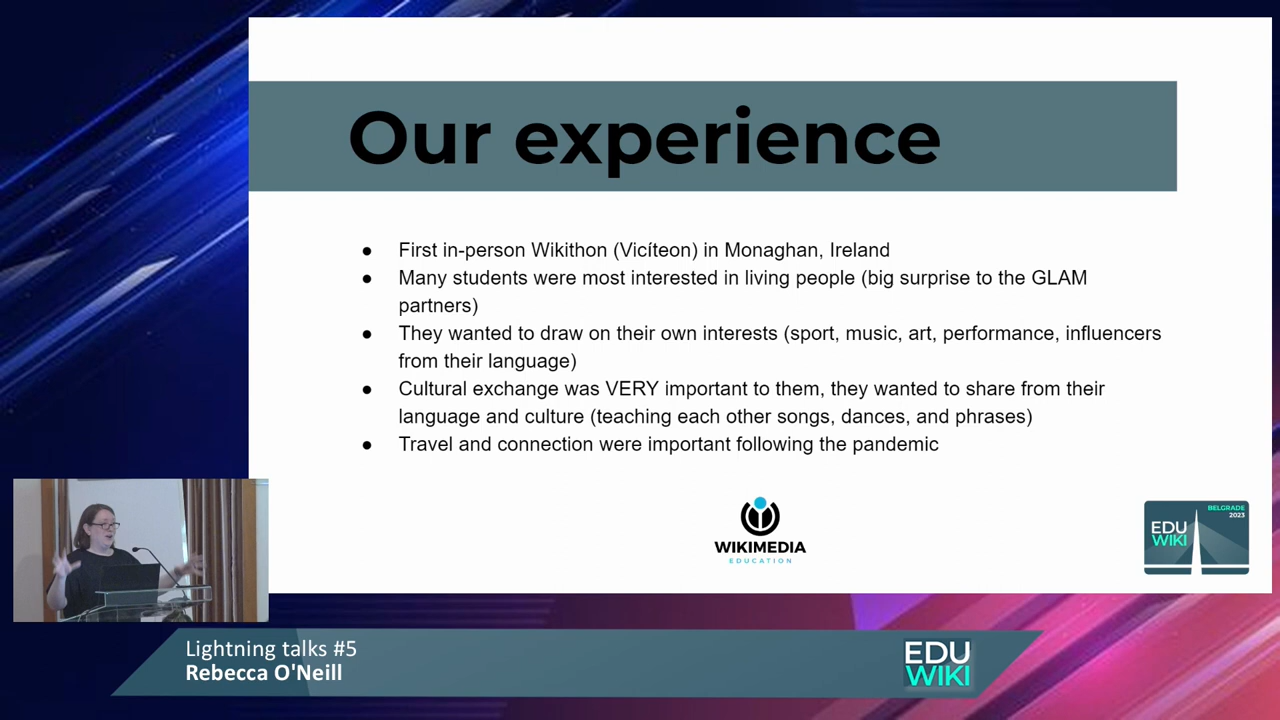 Our experience
● First in-person Wikithon (Vicíteon) in Monaghan, Ireland
● Many students were most interested in living people (big surprise to the GLAM
partners)
● They wanted to draw on their own interests (sport, music, art, performance, influencers
from their language)
● Cultural exchange was VERY important to them, they wanted to share from their
language and culture (teaching each other songs, dances, and phrases)
● Travel and connection were important following the pandemic
WIKIMEDIA
EDUCATION
BELGRADE
2023
EDU
WIKI
Lightning talks #5
Rebecca O'Neill
EDU
WIKI